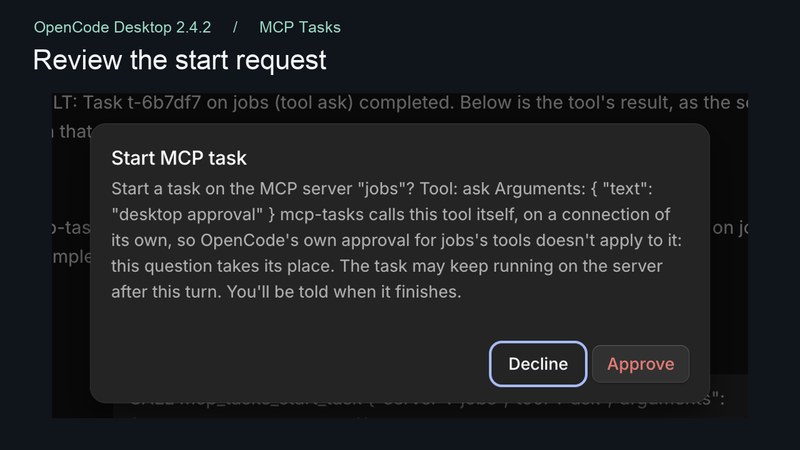 OpenCode Desktop 2.4.2 / MCP Tasks
Review the start request
LT: Task t-6b7df7 on jobs (tool ask) completed. Below is the tool's result, as the se
that
Start MCP task
Start a task on the MCP server "jobs"? Tool: ask Arguments: { "text":
"desktop approval" } mcp-tasks calls this tool itself, on a connection of
its own, so OpenCode's own approval for jobs's tools doesn't apply to it:
this question takes its place. The task may keep running on the server
after this turn. You'll be told when it finishes.
on jo
Decline Approve